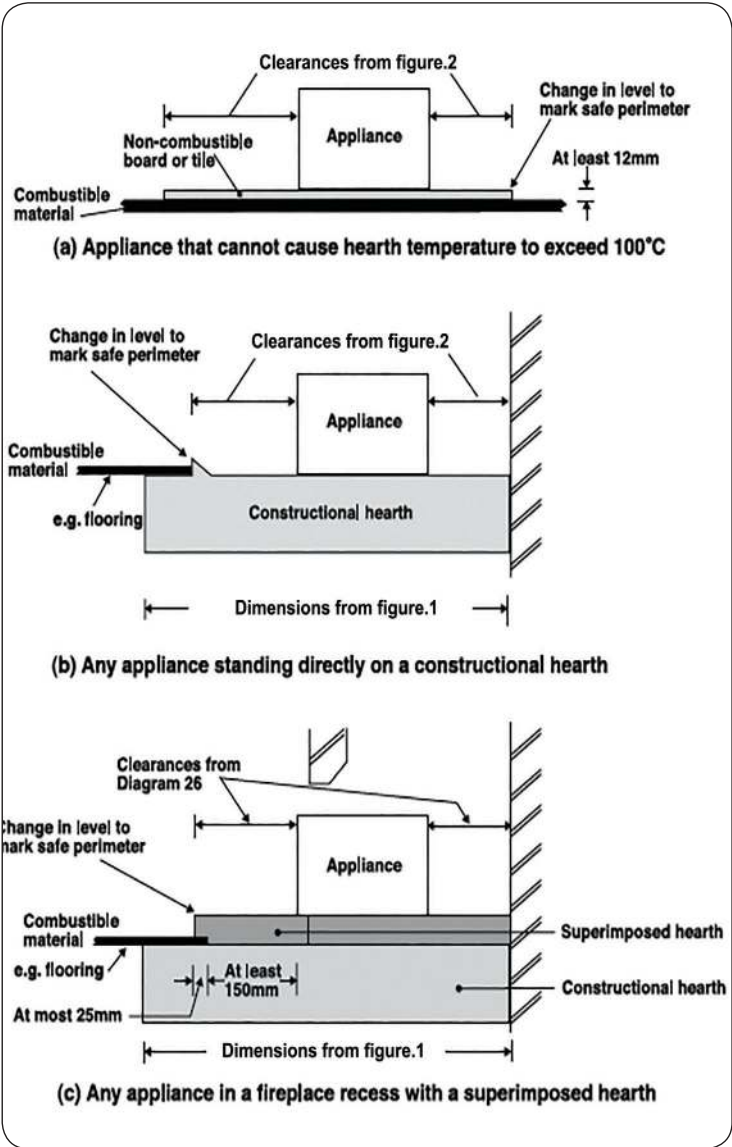 Clearances from figure.2
Change in level to
mark safe perimeter
Non-combustible
board or tile
Appliance
At least 12mm
Combustible
material
(a) Appliance that cannot cause hearth temperature to exceed 100°C
Change in level to
mark safe perimeter
Clearances from figure.2
Appliance
Combustible
material
e.g. flooring
Constructional hearth
Dimensions from figure.1
(b) Any appliance standing directly on a constructional hearth
Clearances from
Diagram 26
hange in level to
mark safe perimeter
Appliance
Combustible
material
Superimposed hearth
e.g. flooring
At least
150mm
Constructional hearth
At most 25mm
Dimensions from figure.1
(c) Any appliance in a fireplace recess with a superimposed hearth